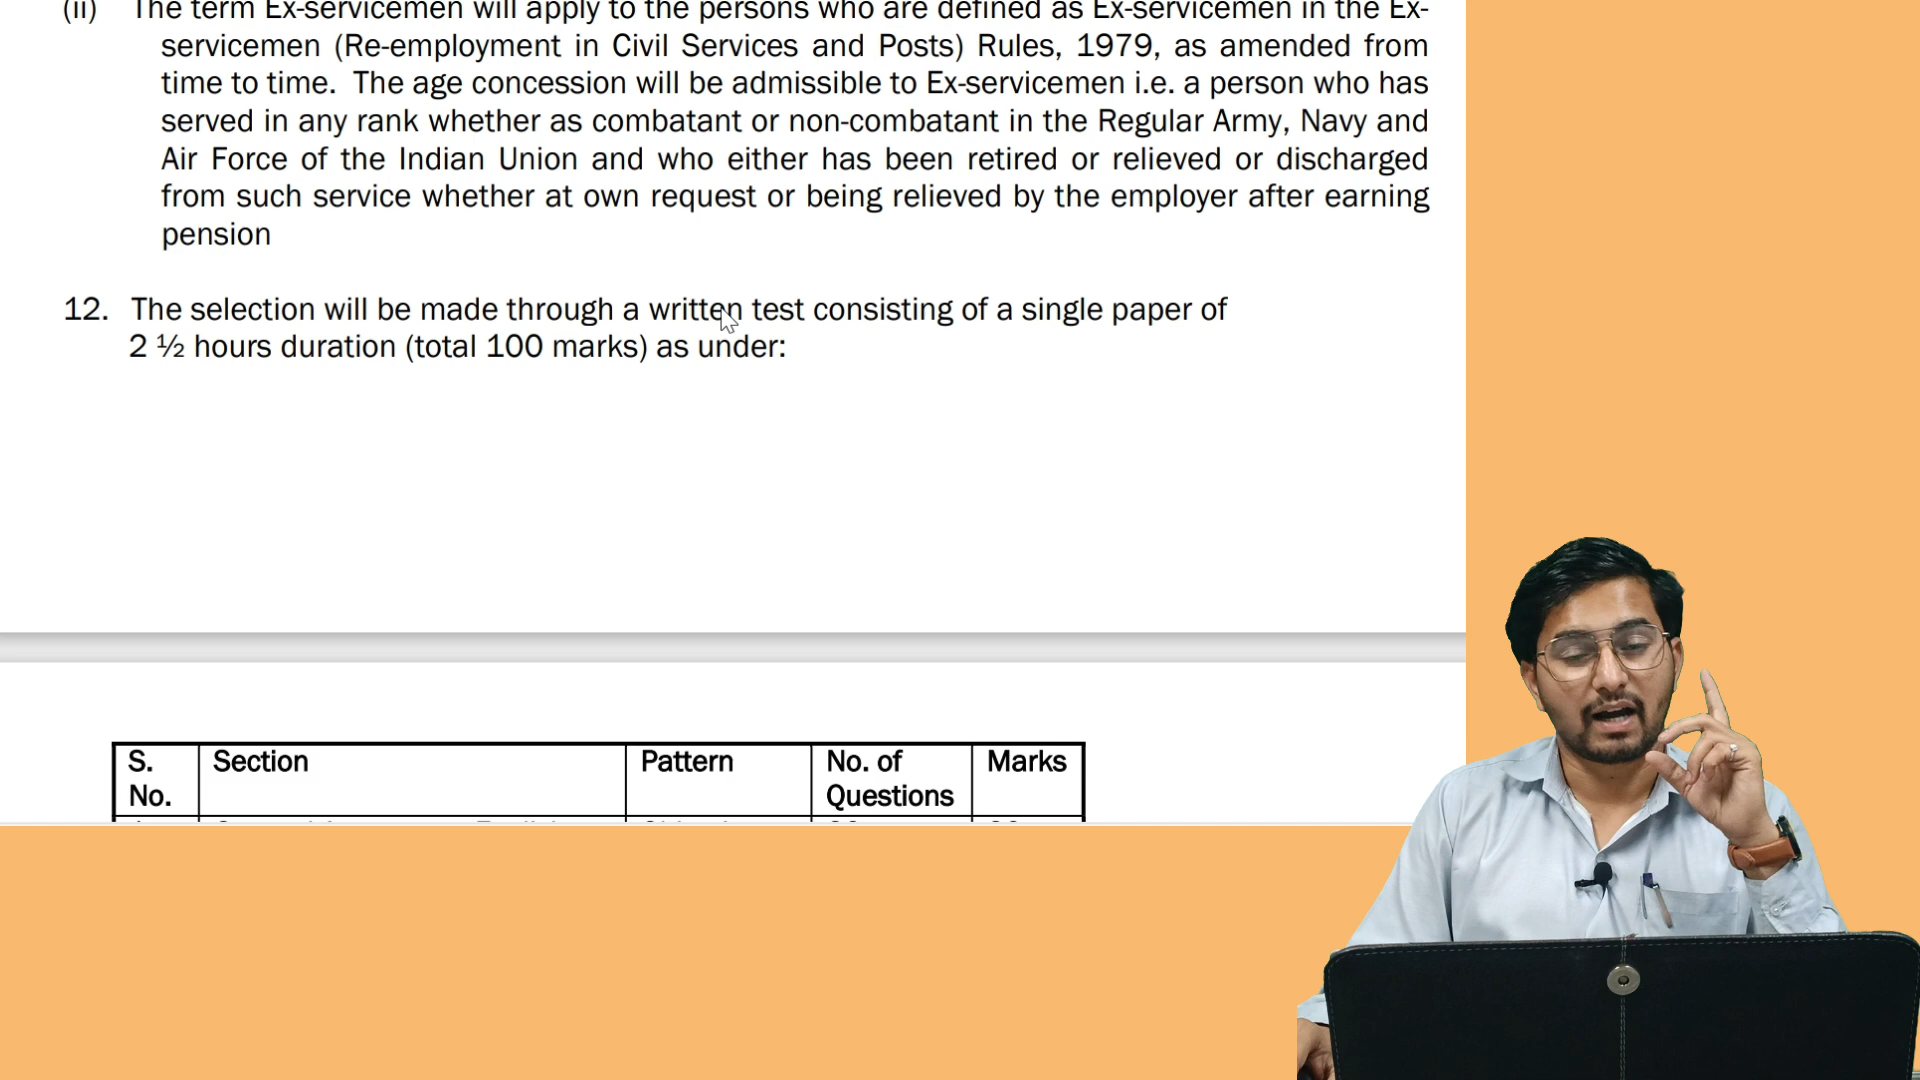 (ii) The term Ex-servicemen will apply to the persons who are defined as Ex-servicemen in the Ex-
servicemen (Re-employment in Civil Services and Posts) Rules, 1979, as amended from
time to time. The age concession will be admissible to Ex-servicemen i.e. a person who has
served in any rank whether as combatant or non-combatant in the Regular Army, Navy and
Air Force of the Indian Union and who either has been retired or relieved or discharged
from such service whether at own request or being relieved by the employer after earning
pension
12. The selection will be made through a written test consisting of a single paper of
2 ½ hours duration (total 100 marks) as under:
S. No. Section Pattern No. of Questions Marks